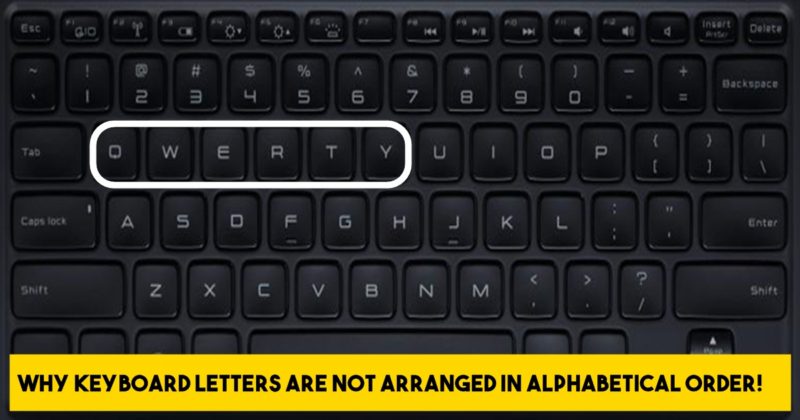 Esc F1 GIO F2 F3 F4 F5 F6 F7 F8 F9 F10 F11 F12 Insert PrtScr Delete
~ ! @ # $ % ^ & * ( ) — + Backspace
` 1 2 3 4 5 6 7 8 9 0 - =
Tab Q W E R T Y U I O P { [ } ] | \
Caps lock A S D F G H J K L : ; " ' Enter
Shift Z X C V B N M < , > . ? / Shift
PgUp
WHY KEYBOARD LETTERS ARE NOT ARRANGED IN ALPHABETICAL ORDER!